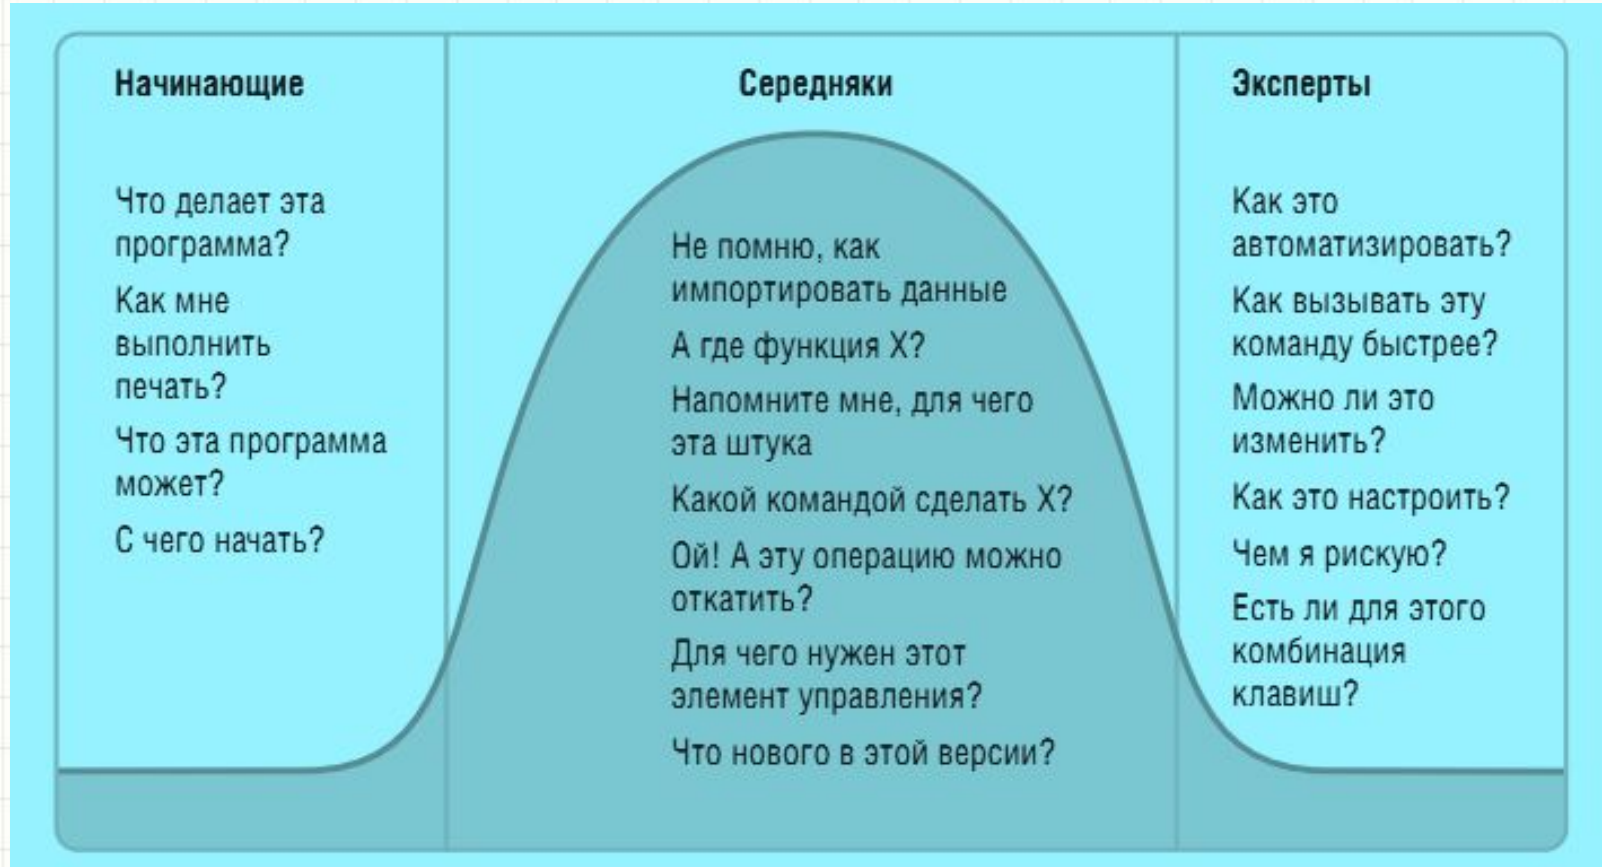 Начинающие
Что делает эта
программа?
Как мне
выполнить
печать?
Что эта программа
может?
С чего начать?
Середняки
Не помню, как
импортировать данные
А где функция X?
Напомните мне, для чего
эта штука
Какой командой сделать X?
Ой! А эту операцию можно
откатить?
Для чего нужен этот
элемент управления?
Что нового в этой версии?
Эксперты
Как это
автоматизировать?
Как вызывать эту
команду быстрее?
Можно ли это
изменить?
Как это настроить?
Чем я рискую?
Есть ли для этого
комбинация
клавиш?